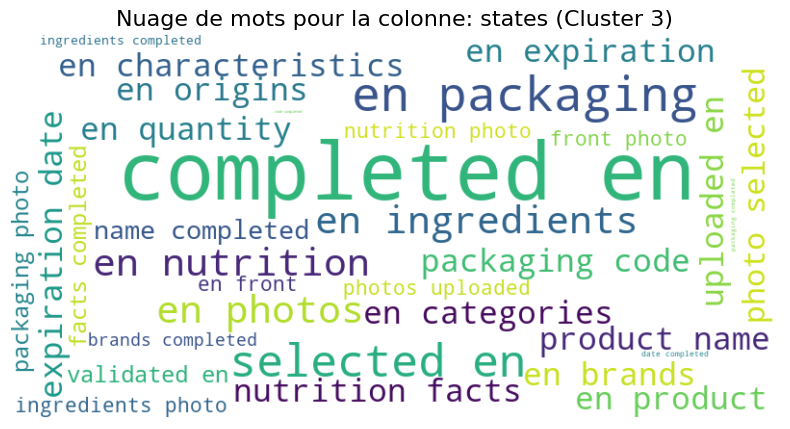 Nuage de mots pour la colonne: states (Cluster 3)
ingredients completed
en expiration
en characteristics
en origins
en packaging
en quantity
nutrition photo
front photo
completed en
uploaded en
photo selected
packaging completed
packaging photo
expiration date
facts completed
name completed
en ingredients
en nutrition
packaging code
en front
photos uploaded
en photos
en categories
brands completed
product name
selected en
date completed
validated en
en brands
nutrition facts
ingredients photo
en product